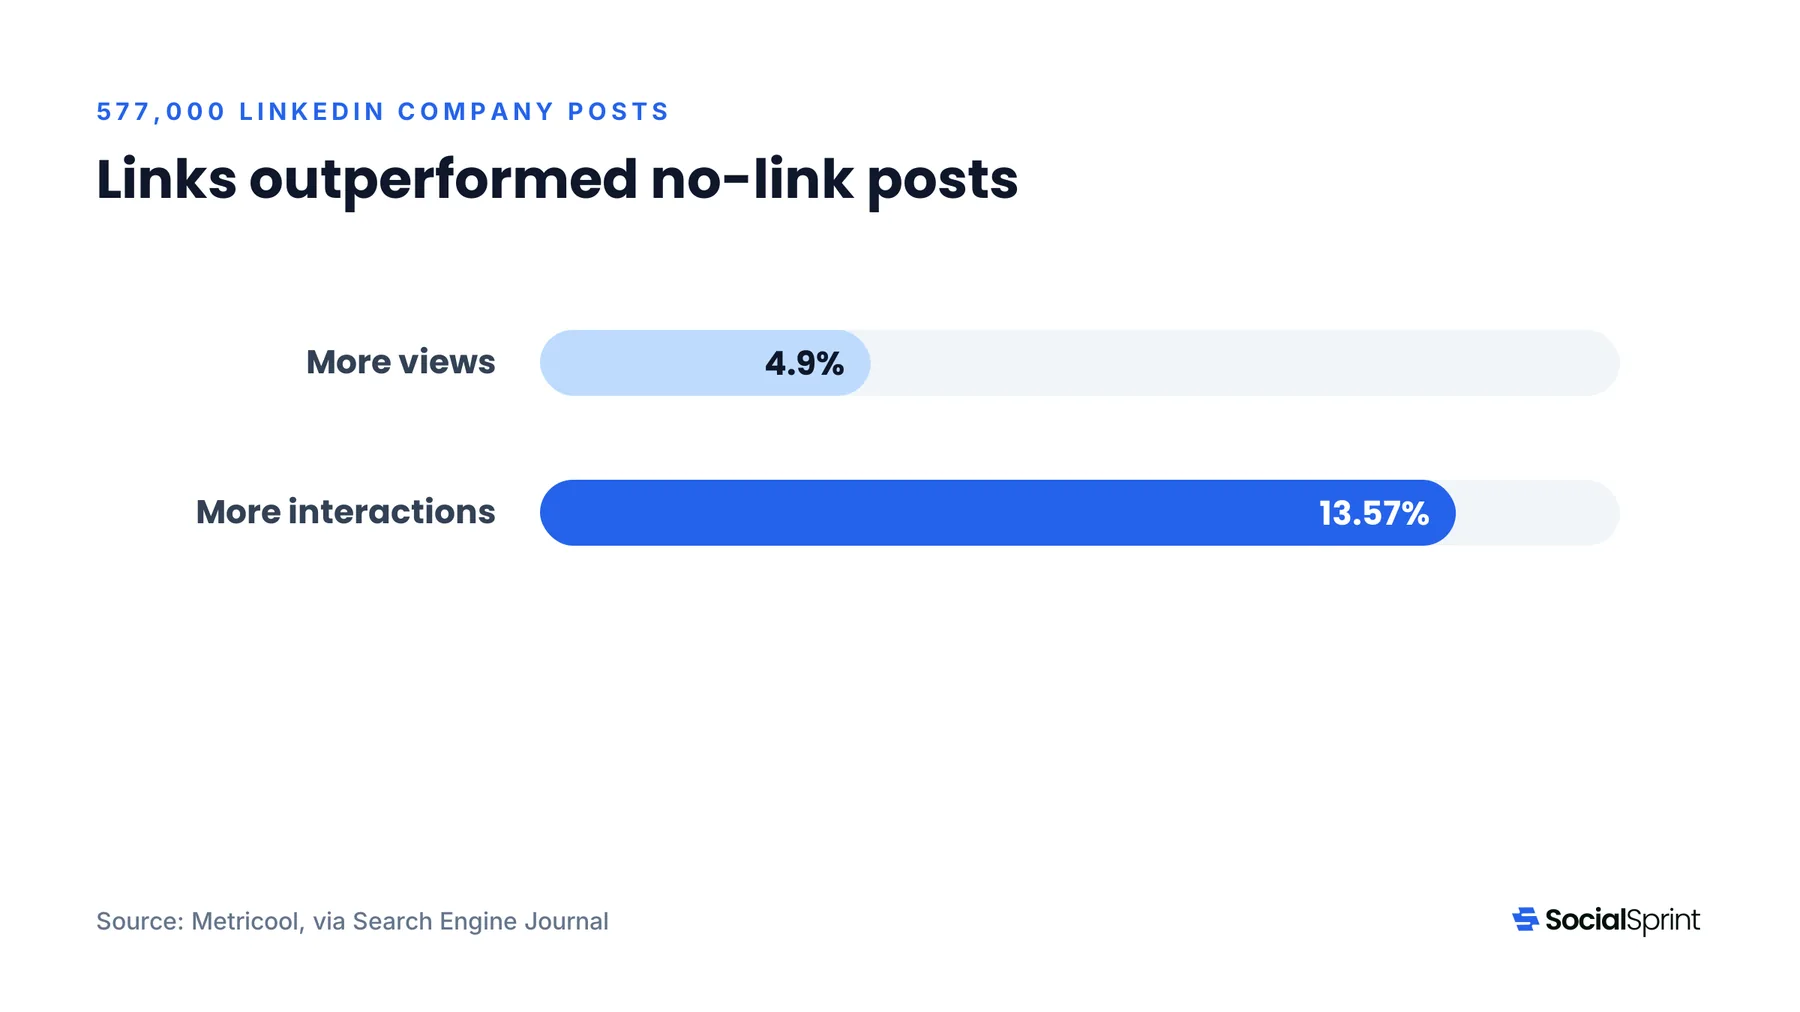 577,000 LINKEDIN COMPANY POSTS
Links outperformed no-link posts
More views
4.9%
More interactions
13.57%
Source: Metricool, via Search Engine Journal
SocialSprint